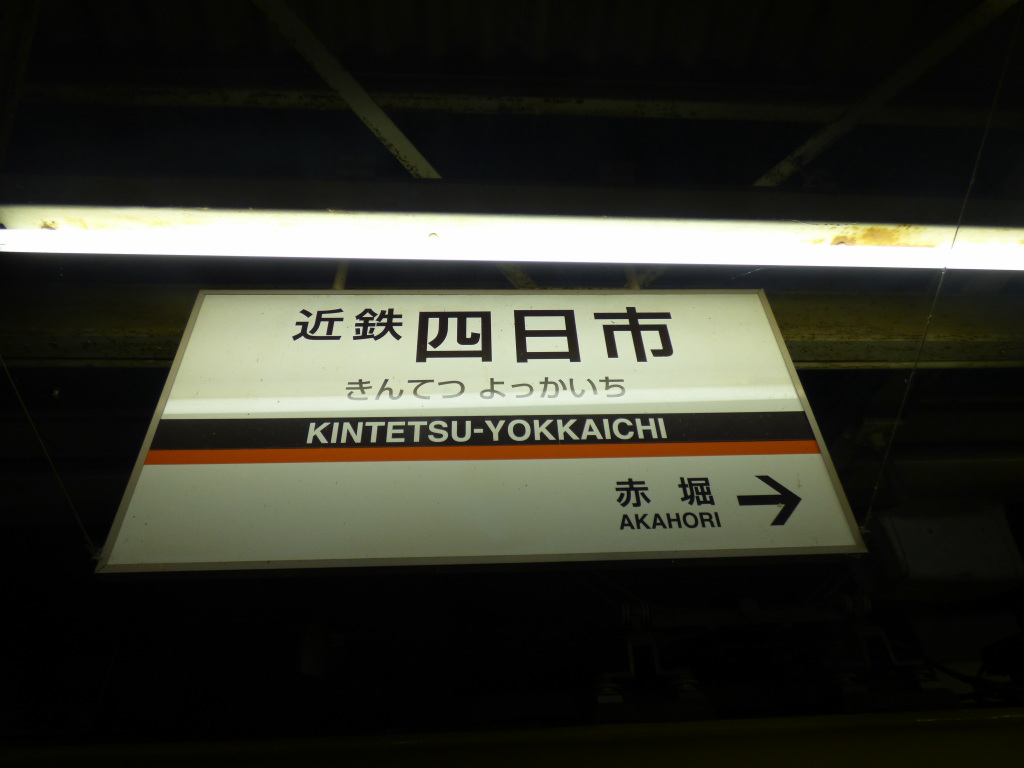 近鉄 四日市
きんてつ よっかいち
KINTETSU-YOKKAICHI
赤 堀
AKAHORI